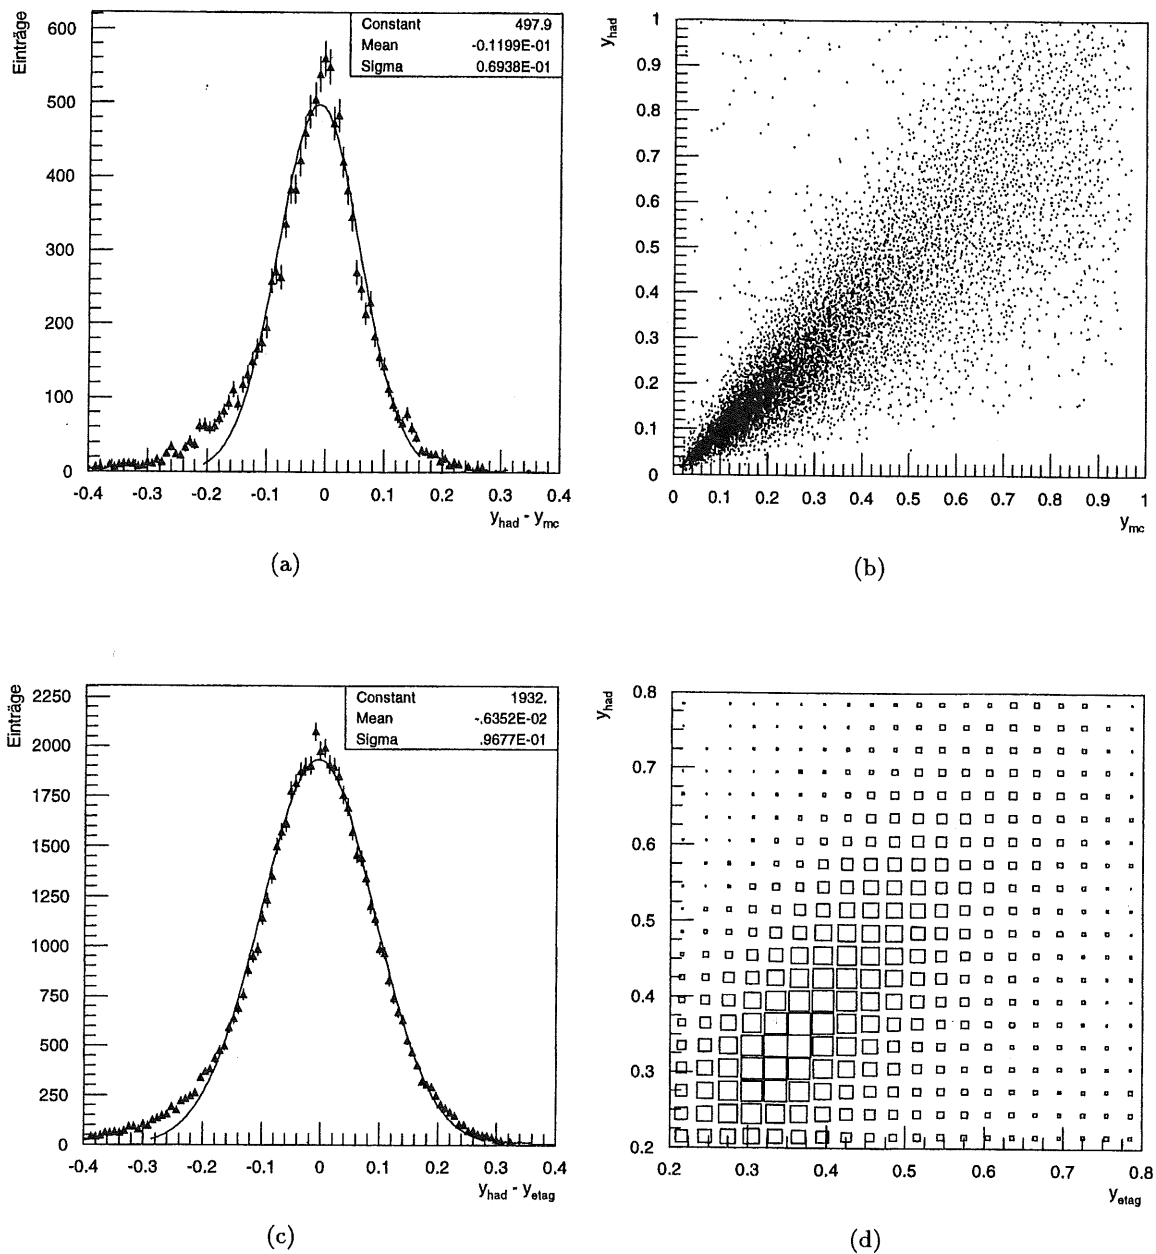 Einträge
Constant 497.9
Mean -0.1199E-01
Sigma 0.6938E-01
600
500
400
300
200
100
0
-0.4 -0.3 -0.2 -0.1 0 0.1 0.2 0.3 0.4
y_had - y_mc
(a)
y_had
1
0.9
0.8
0.7
0.6
0.5
0.4
0.3
0.2
0.1
0
0 0.1 0.2 0.3 0.4 0.5 0.6 0.7 0.8 0.9 1
y_mc
(b)
Einträge
Constant 1932.
Mean -.6352E-02
Sigma .9677E-01
2250
2000
1750
1500
1250
1000
750
500
250
0
-0.4 -0.3 -0.2 -0.1 0 0.1 0.2 0.3 0.4
y_had - y_etag
(c)
y_had
0.8
0.7
0.6
0.5
0.4
0.3
0.2
0.2 0.3 0.4 0.5 0.6 0.7 0.8
y_etag
(d)